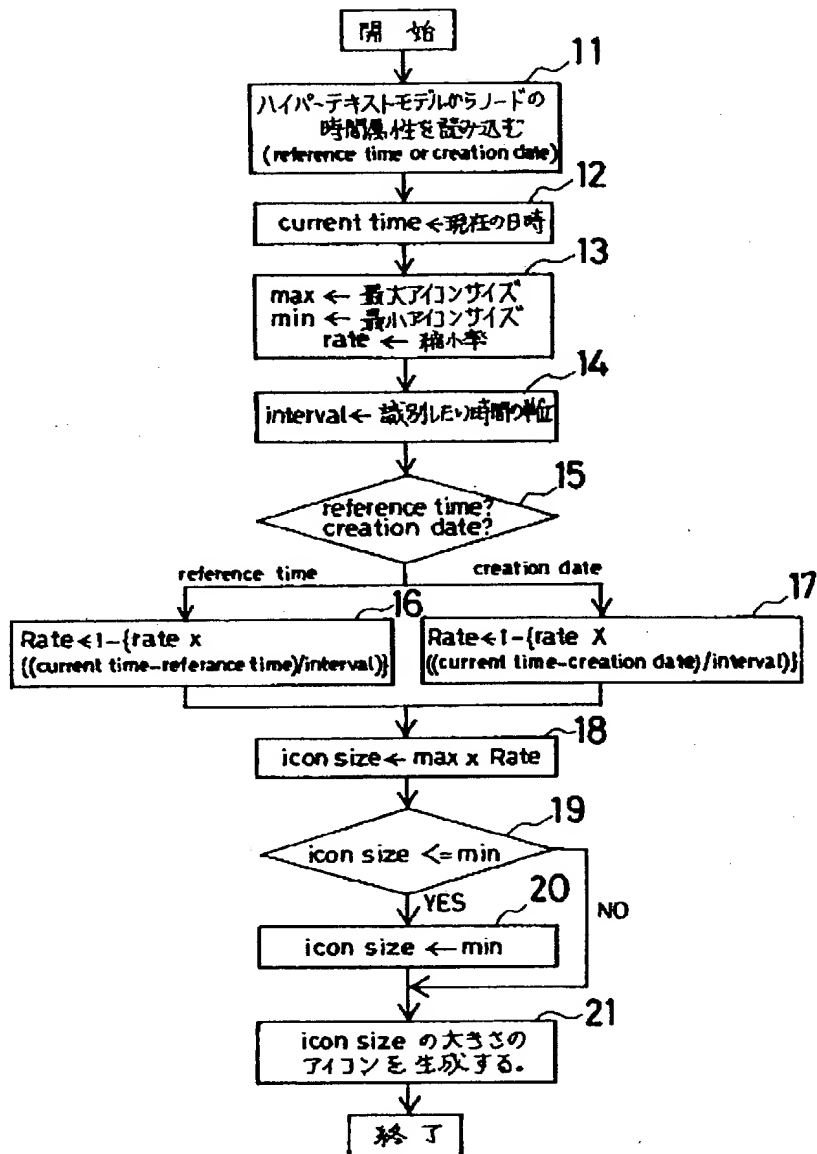 開始
11
ハイパーテキストモデルからノードの
時間属性を読み込む
(reference time or creation date)
12
current time ← 現在の日時
13
max ← 最大アイコンサイズ
min ← 最小アイコンサイズ
rate ← 縮小率
14
interval ← 識別したい時間の単位
15
reference time?
creation date?
reference time
creation date
16
Rate ← 1-{rate x
((current time-referance time)/interval)}
17
Rate ← 1-{rate X
((current time-creation date)/interval)}
18
icon size ← max x Rate
19
icon size <= min
YES
NO
20
icon size ← min
21
icon size の大きさの
アイコンを生成する。
終了